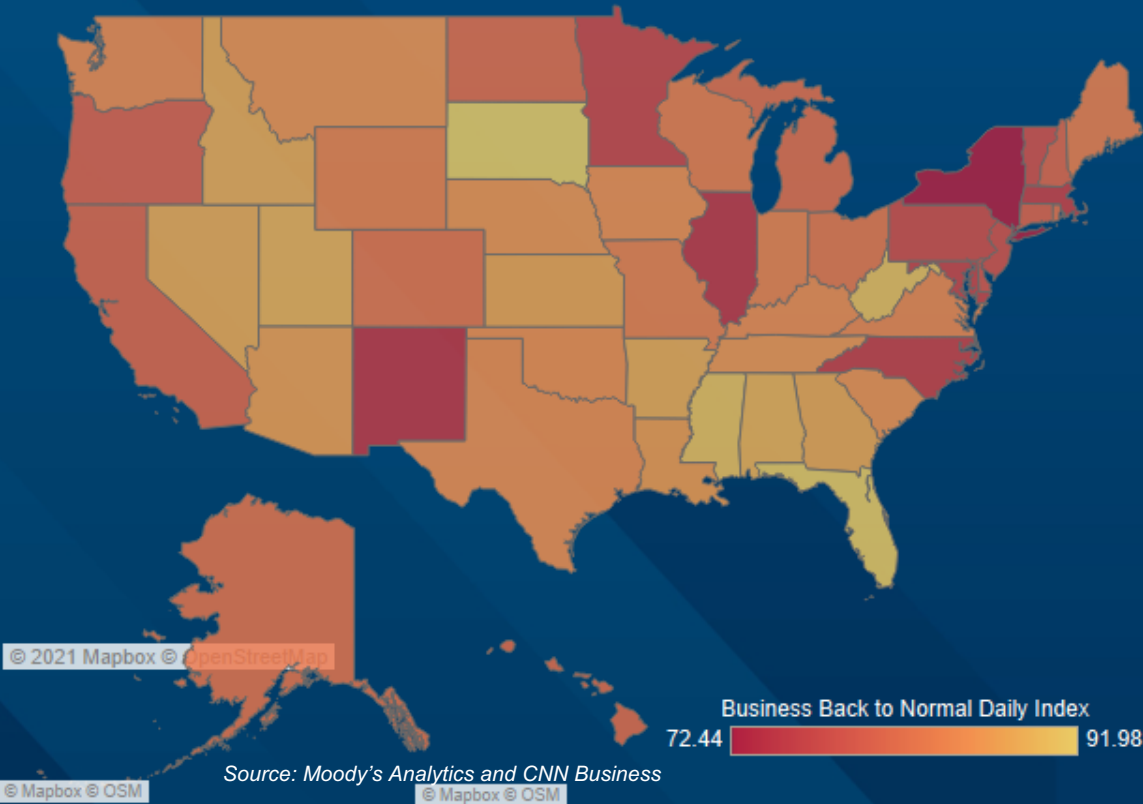 © 2021 Mapbox © OpenStreetMap
Business Back to Normal Daily Index
72.44 91.98
Source: Moody's Analytics and CNN Business
© Mapbox © OSM
© Mapbox © OSM